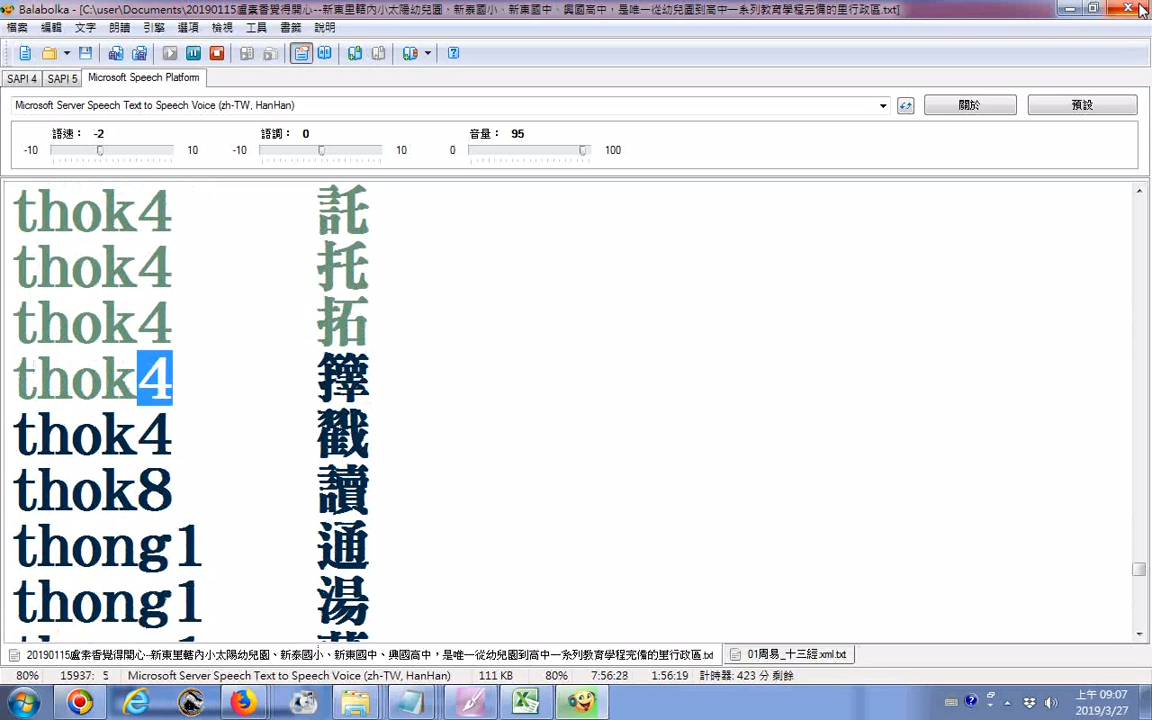 Balabolka - [C:\user\Documents\20190115盧素香覺得開心--新東里轄內小太陽幼兒園、新泰國小、新東國中、興國高中，是唯一從幼兒園到高中一系列教育學程完備的里行政區.txt]
檔案 編輯 文字 朗讀 引擎 選項 檢視 工具 書籤 說明
SAPI 4 SAPI 5 Microsoft Speech Platform
Microsoft Server Speech Text to Speech Voice (zh-TW, HanHan) 關於 預設
語速： -2 語調： 0 音量： 95
-10 10 -10 10 0 100
thok4 託
thok4 托
thok4 拓
thok4 籜
thok4 戳
thok8 讀
thong1 通
thong1 湯
20190115盧素香覺得開心--新東里轄內小太陽幼兒園、新泰國小、新東國中、興國高中，是唯一從幼兒園到高中一系列教育學程完備的里行政區.txt 01周易_十三經.xml.txt
80% 15937: 5 Microsoft Server Speech Text to Speech Voice (zh-TW, HanHan) 111 KB 80% 7:56:28 1:56:19 計時器: 423 分 剩餘
上午 09:07
2019/3/27